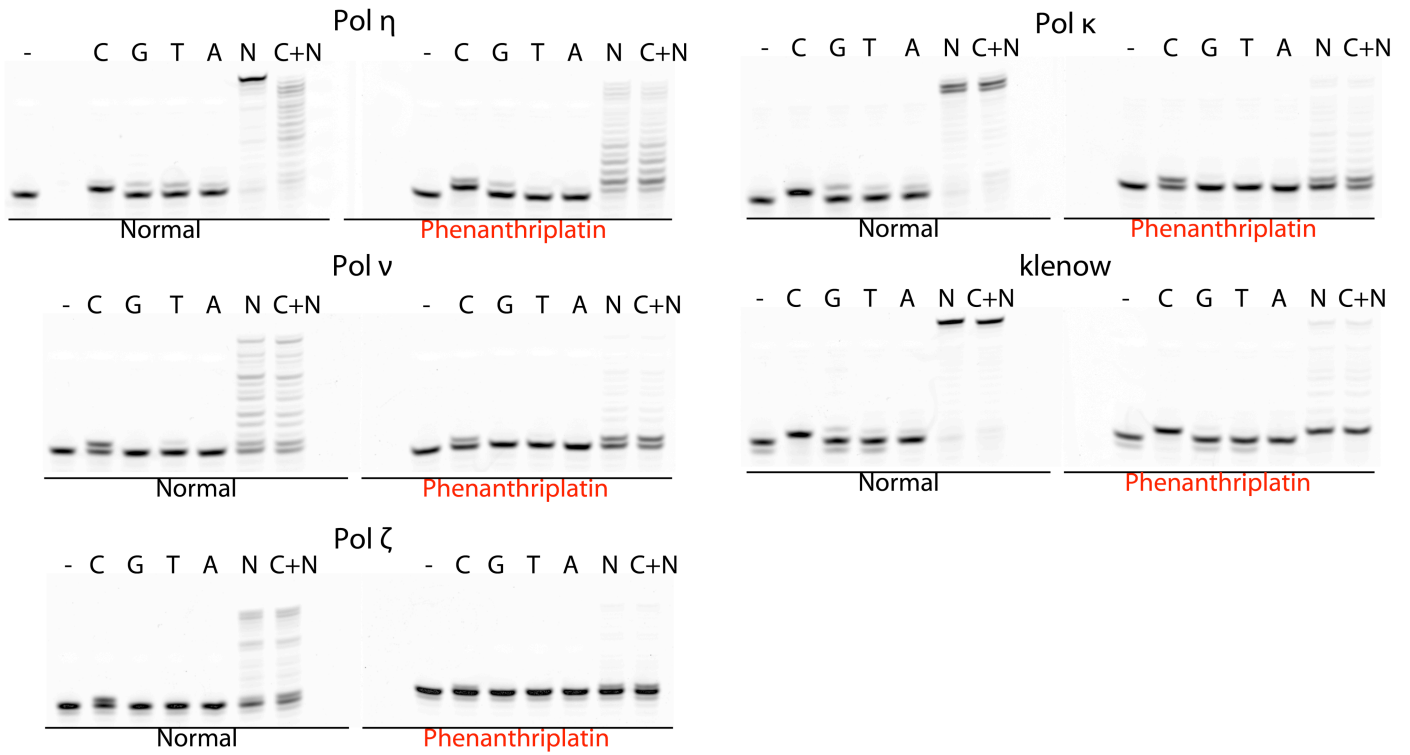 Pol η
- C G T A N C+N - C G T A N C+N
Normal Phenanthriplatin
Pol κ
- C G T A N C+N - C G T A N C+N
Normal Phenanthriplatin
Pol ν
- C G T A N C+N - C G T A N C+N
Normal Phenanthriplatin
klenow
- C G T A N C+N - C G T A N C+N
Normal Phenanthriplatin
Pol ζ
- C G T A N C+N - C G T A N C+N
Normal Phenanthriplatin